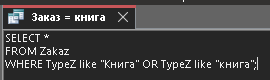 Заказ = книга
SELECT *
FROM Zakaz
WHERE TypeZ like "Книга" OR TypeZ like "книга";